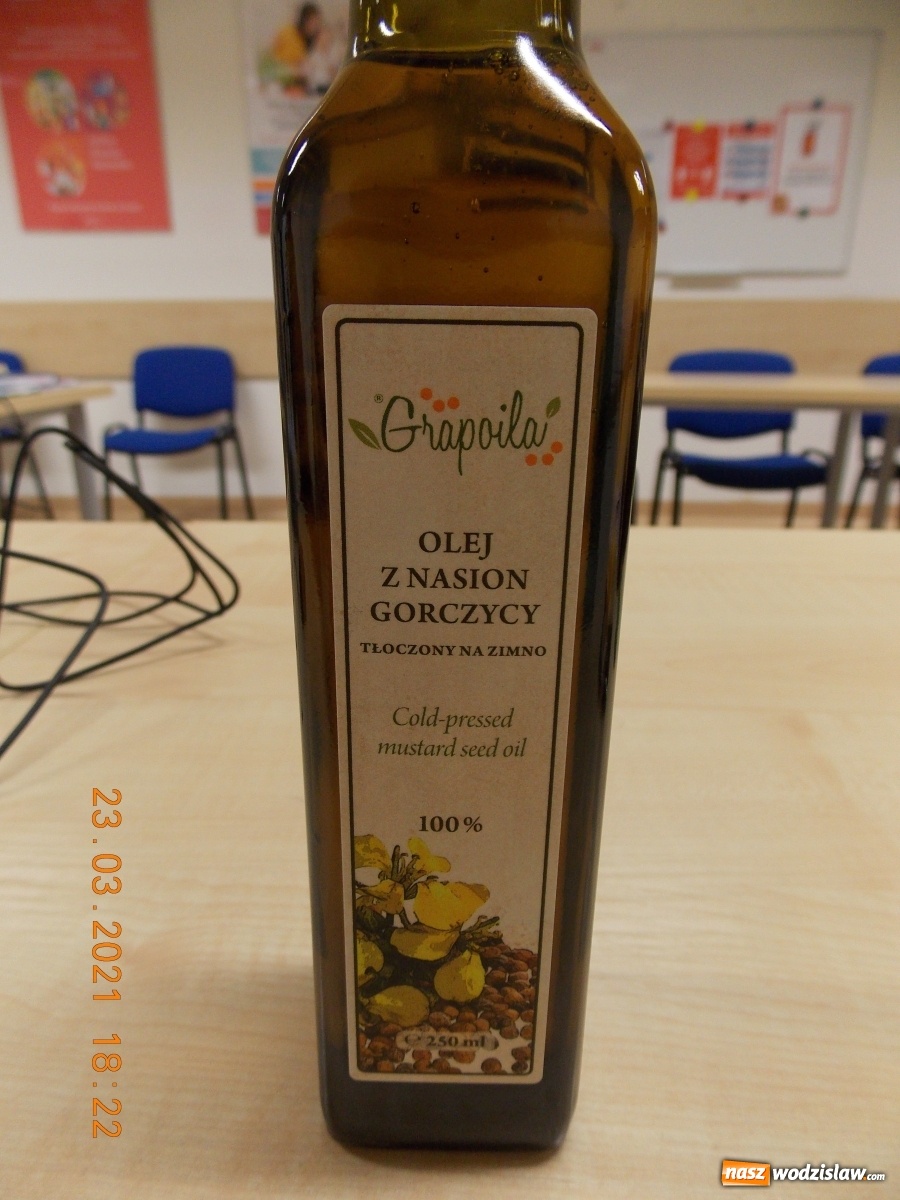 ®Grapoila
OLEJ
Z NASION
GORCZYCY
TŁOCZONY NA ZIMNO
Cold-pressed
mustard seed oil
100 %
℮ 250 ml
23.03.2021 18:22
nasz wodzislaw.com